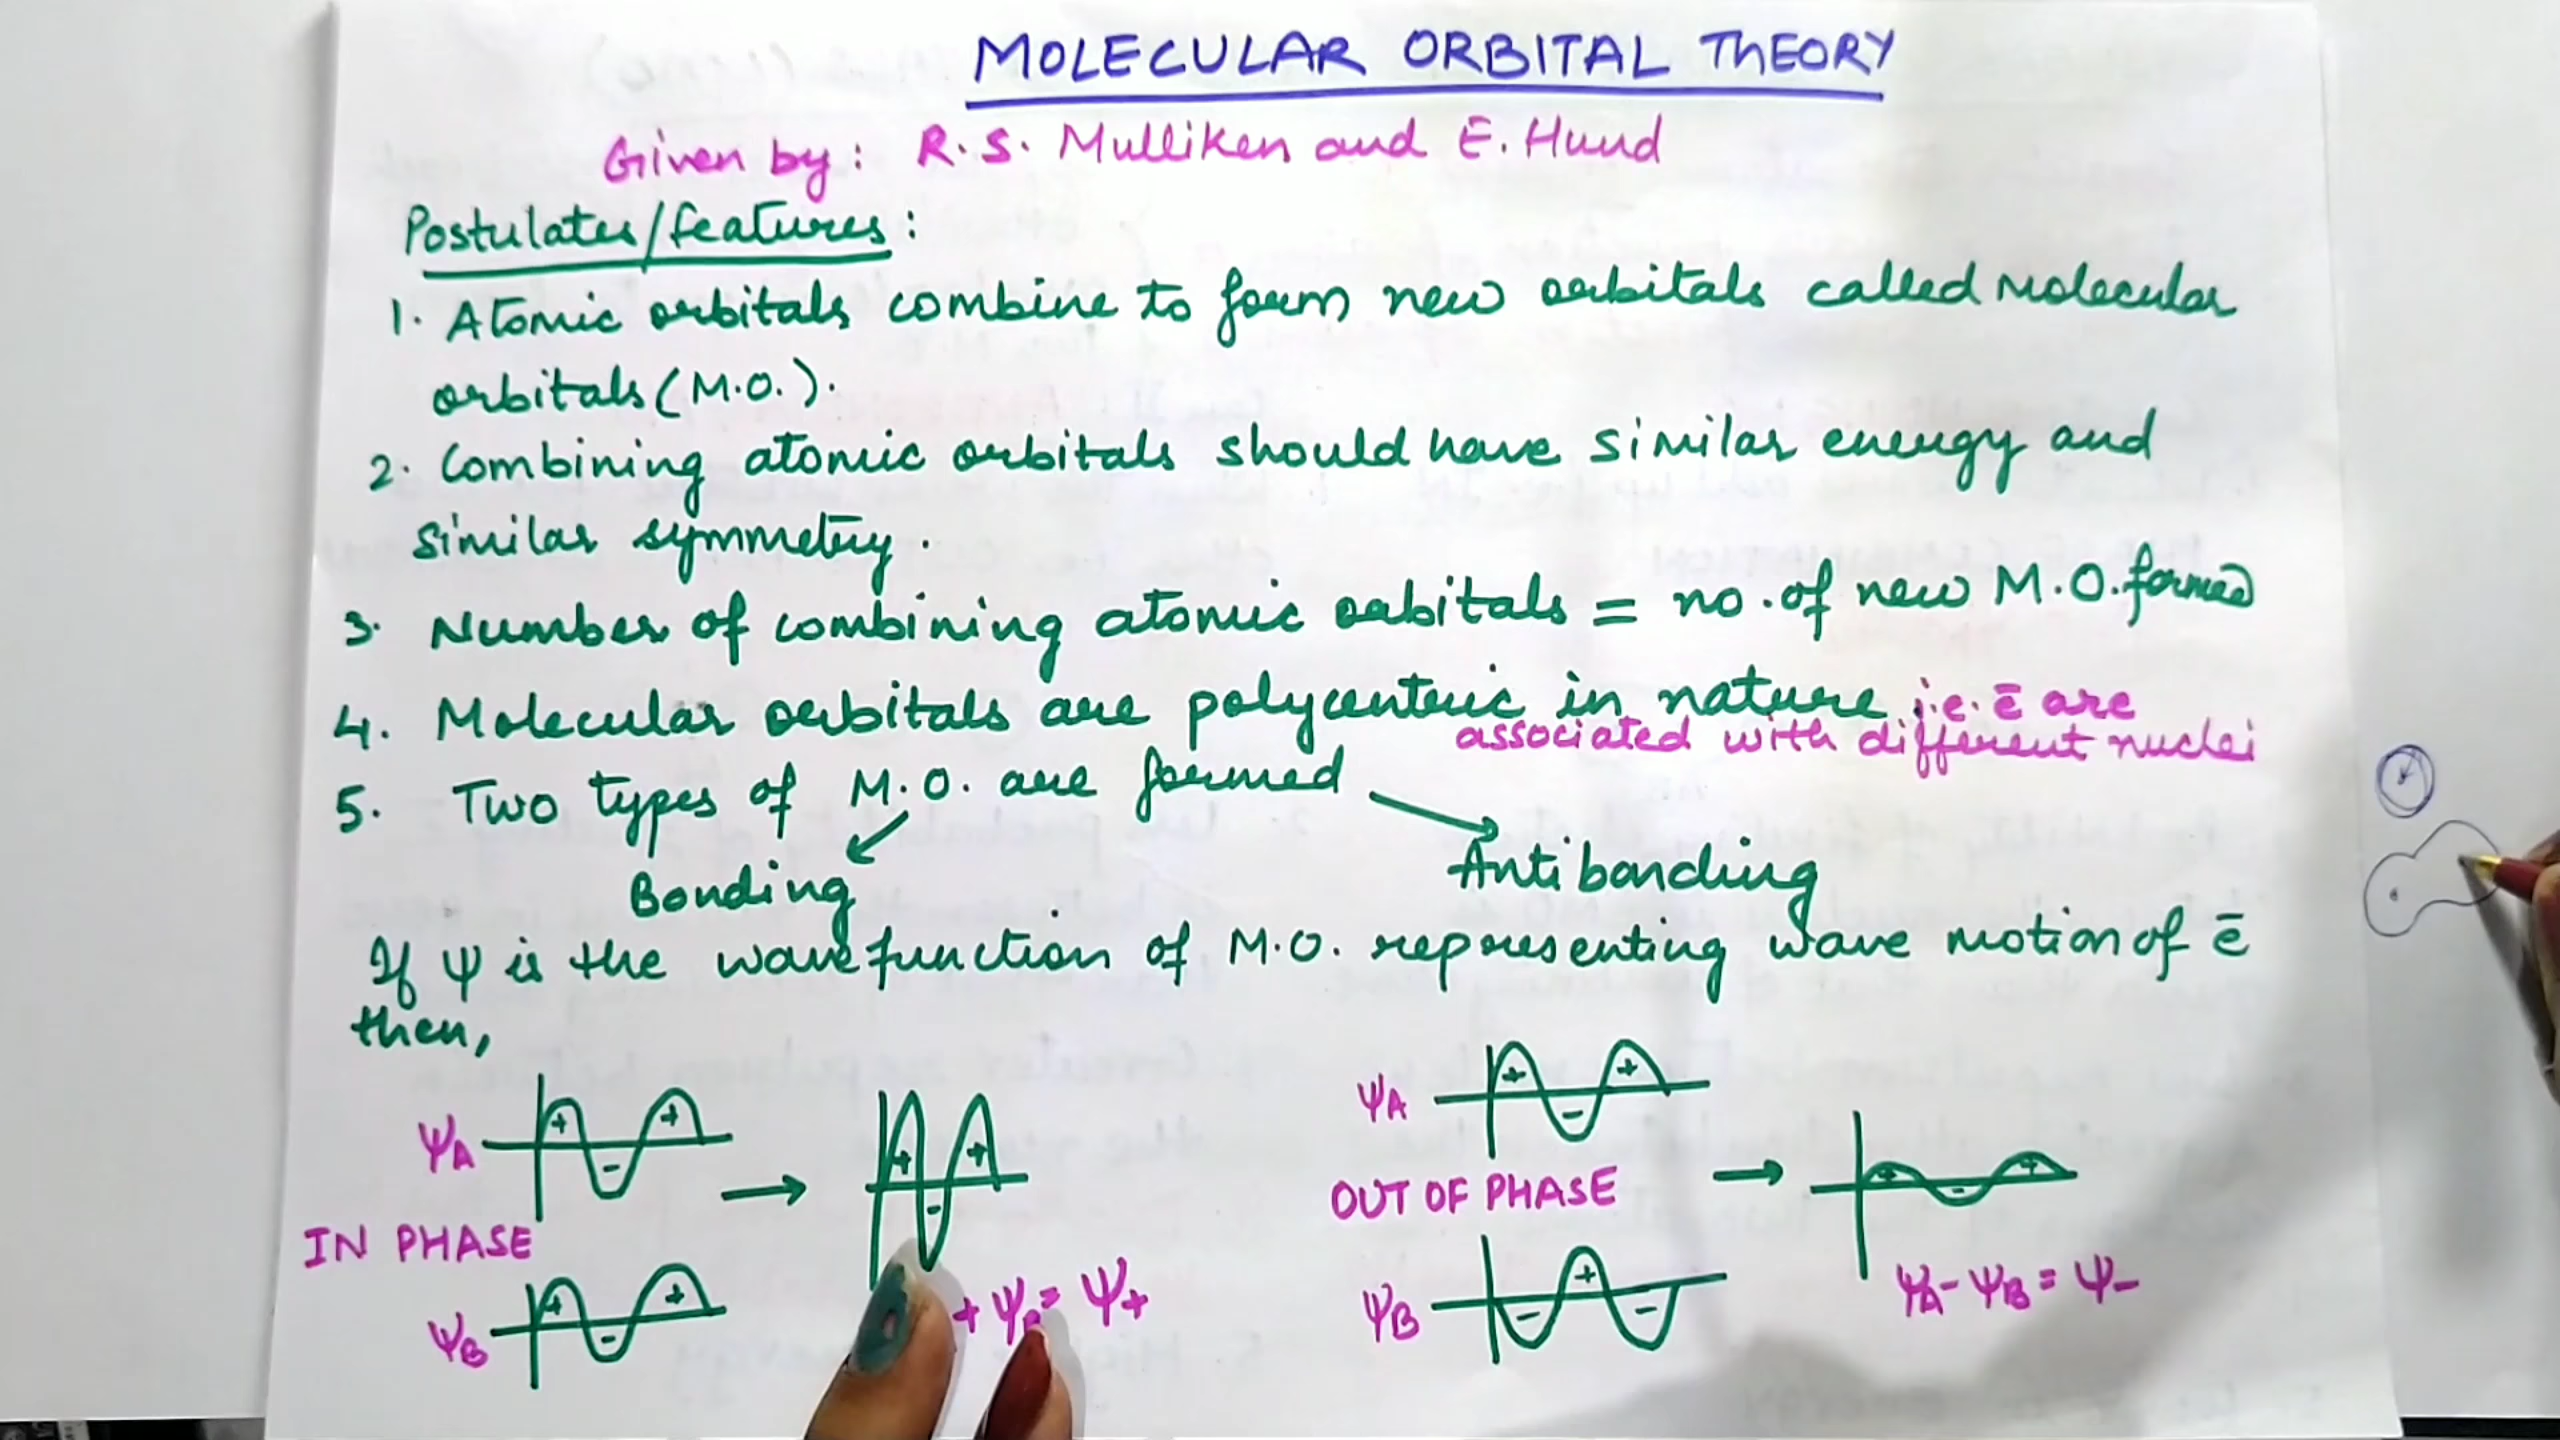 MOLECULAR ORBITAL THEORY
Given by: R.S. Mulliken and E. Hund
Postulates/features:
1. Atomic orbitals combine to form new orbitals called Molecular
orbitals (M.O.).
2. Combining atomic orbitals should have similar energy and
similar symmetry.
3. Number of combining atomic orbitals = no. of new M.O. formed
4. Molecular orbitals are polycentric in nature i.e. ē are
associated with different nuclei
5. Two types of M.O. are formed
Bonding Antibonding
If ψ is the wave function of M.O. representing wave motion of ē
then,
ψA + - + + - + ψA + - +
IN PHASE OUT OF PHASE + - +
ψB + - + + ψB = ψ+ ψB - + - ψA - ψB = ψ-